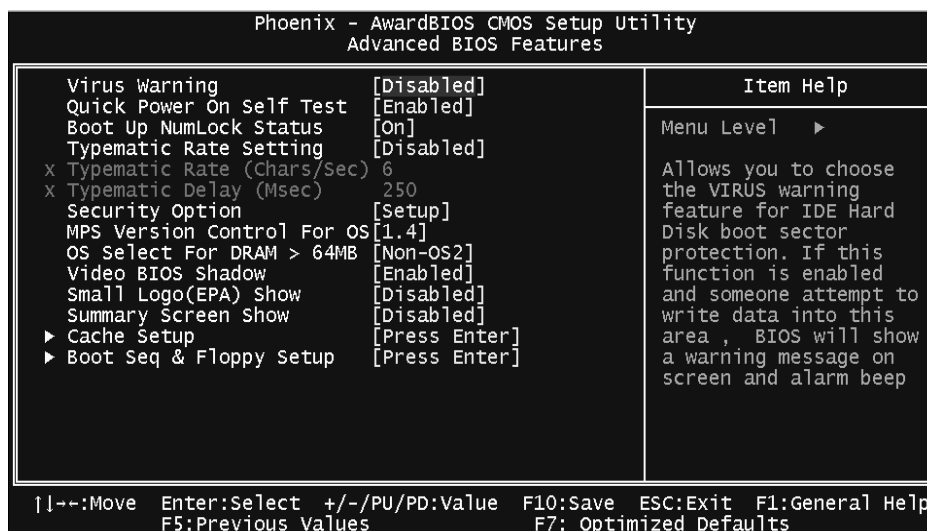 Phoenix - AwardBIOS CMOS Setup Utility
Advanced BIOS Features
Virus Warning [Disabled]
Quick Power On Self Test [Enabled]
Boot Up NumLock Status [On]
Typematic Rate Setting [Disabled]
x Typematic Rate (Chars/Sec) 6
x Typematic Delay (Msec) 250
Security Option [Setup]
MPS Version Control For OS[1.4]
OS Select For DRAM > 64MB [Non-OS2]
Video BIOS Shadow [Enabled]
Small Logo(EPA) Show [Disabled]
Summary Screen Show [Disabled]
▶ Cache Setup [Press Enter]
▶ Boot Seq & Floppy Setup [Press Enter]
Item Help
Menu Level ▶
Allows you to choose
the VIRUS warning
feature for IDE Hard
Disk boot sector
protection. If this
function is enabled
and someone attempt to
write data into this
area , BIOS will show
a warning message on
screen and alarm beep
↑↓→←:Move Enter:Select +/-/PU/PD:Value F10:Save ESC:Exit F1:General Help
F5:Previous Values F7: Optimized Defaults